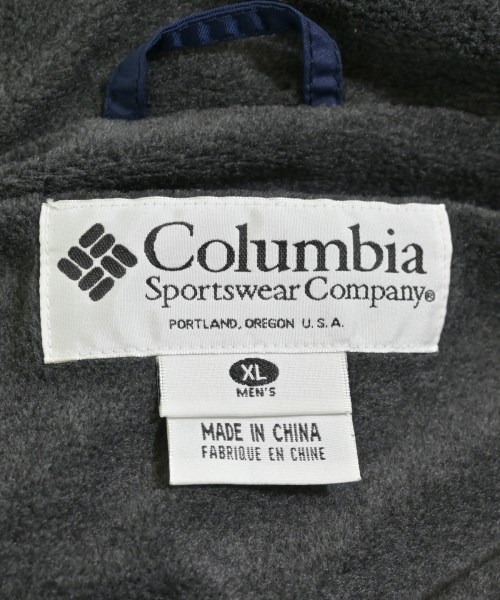 Columbia
Sportswear Company®
PORTLAND, OREGON U.S.A.
XL
MEN'S
MADE IN CHINA
FABRIQUE EN CHINE